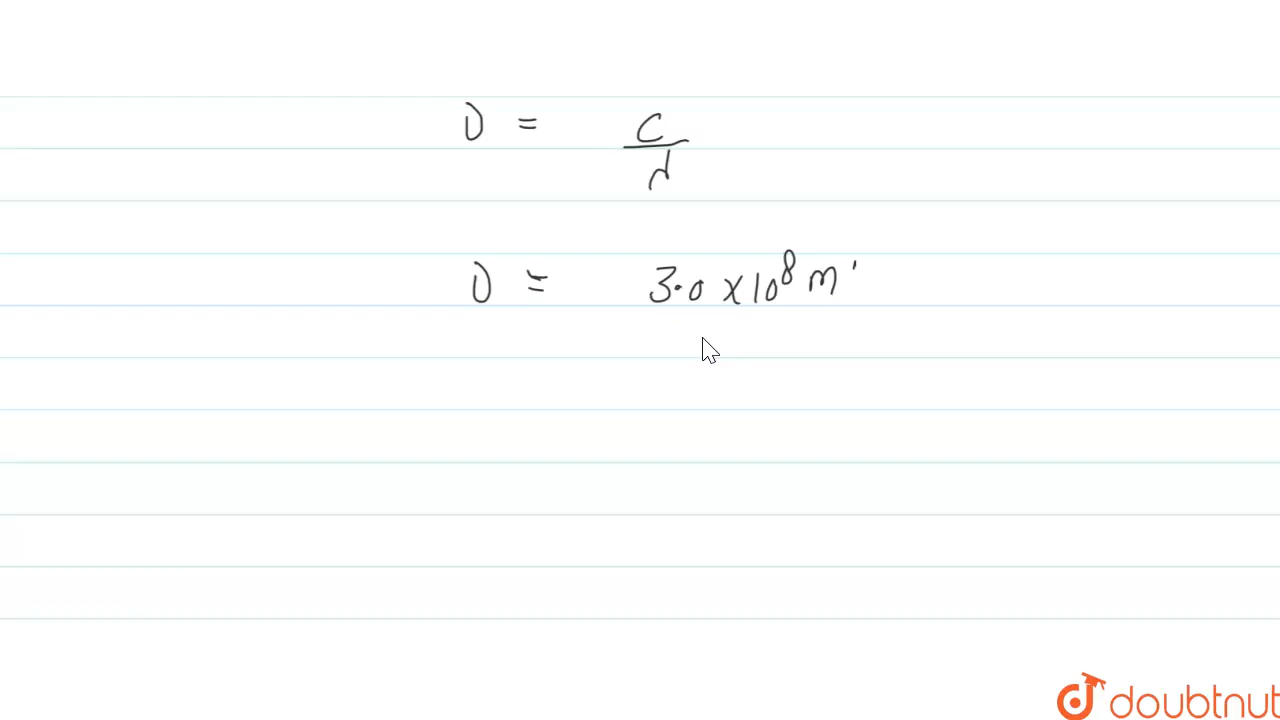 ν = c/λ
ν = 3.0 × 10⁸ m'
doubtnut